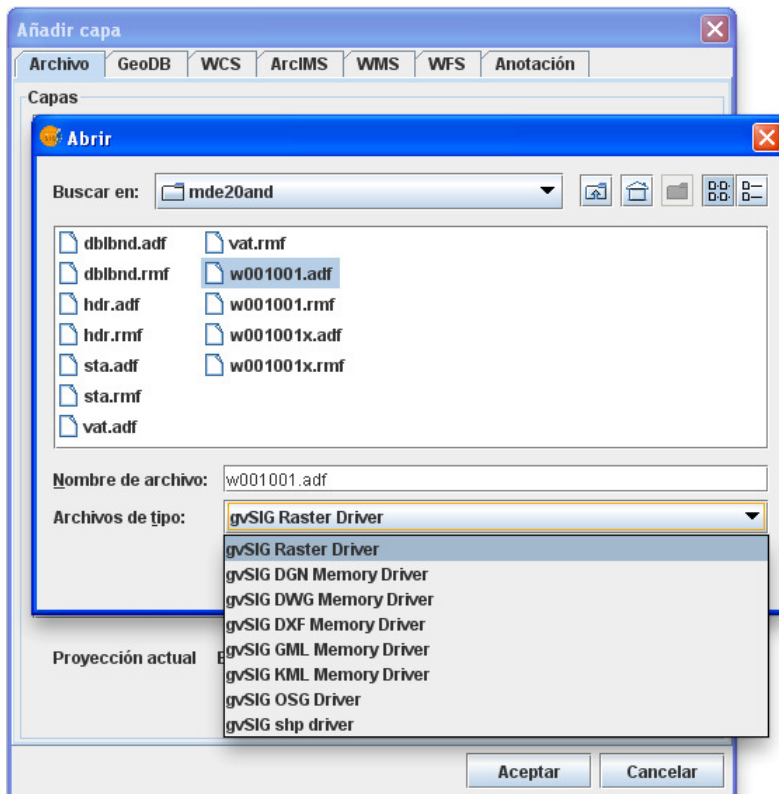 Añadir capa
Archivo GeoDB WCS ArcIMS WMS WFS Anotación
Capas
Abrir
Buscar en: mde20and
dblbnd.adf
dblbnd.rmf
hdr.adf
hdr.rmf
sta.adf
sta.rmf
vat.adf
vat.rmf
w001001.adf
w001001.rmf
w001001x.adf
w001001x.rmf
Nombre de archivo: w001001.adf
Archivos de tipo: gvSIG Raster Driver
gvSIG Raster Driver
gvSIG DGN Memory Driver
gvSIG DWG Memory Driver
gvSIG DXF Memory Driver
gvSIG GML Memory Driver
gvSIG KML Memory Driver
gvSIG OSG Driver
gvSIG shp driver
Proyección actual
Aceptar Cancelar